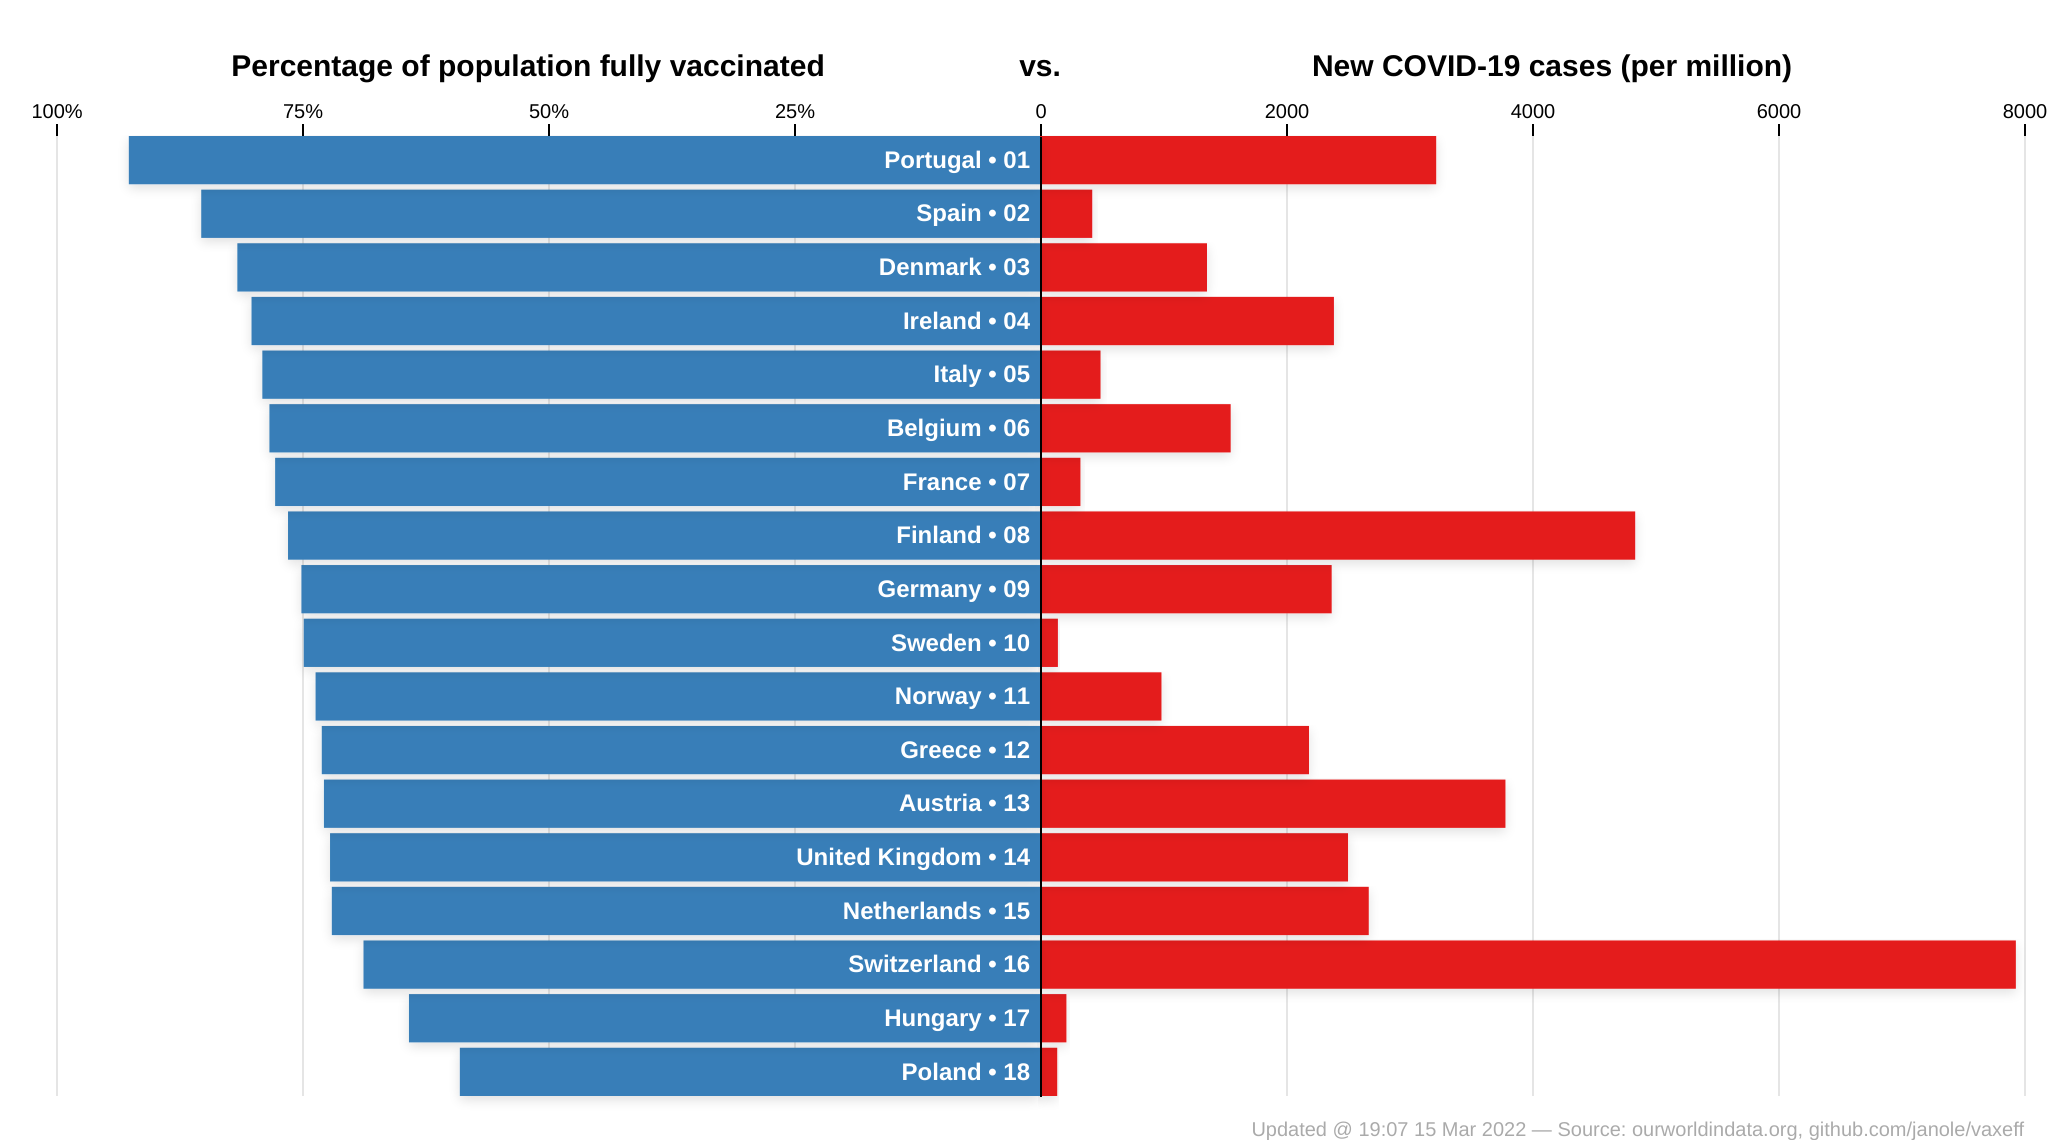 Percentage of population fully vaccinated vs. New COVID-19 cases (per million)
100% 75% 50% 25% 0 2000 4000 6000 8000
Portugal • 01
Spain • 02
Denmark • 03
Ireland • 04
Italy • 05
Belgium • 06
France • 07
Finland • 08
Germany • 09
Sweden • 10
Norway • 11
Greece • 12
Austria • 13
United Kingdom • 14
Netherlands • 15
Switzerland • 16
Hungary • 17
Poland • 18
Updated @ 19:07 15 Mar 2022 — Source: ourworldindata.org, github.com/janole/vaxeff